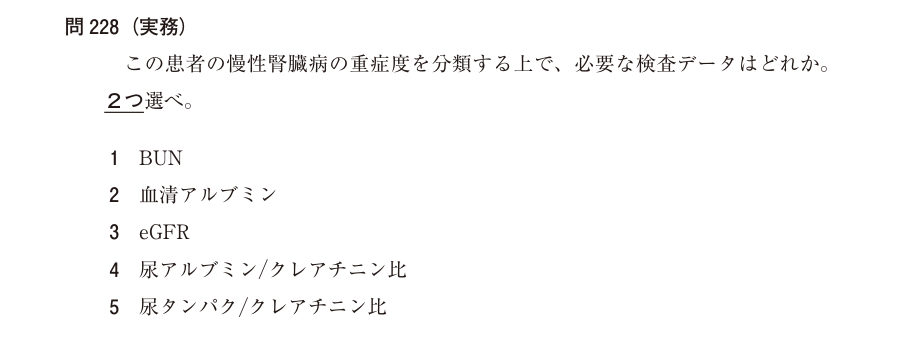 問 228（実務）
この患者の慢性腎臓病の重症度を分類する上で、必要な検査データはどれか。
２つ選べ。
1 BUN
2 血清アルブミン
3 eGFR
4 尿アルブミン/クレアチニン比
5 尿タンパク/クレアチニン比